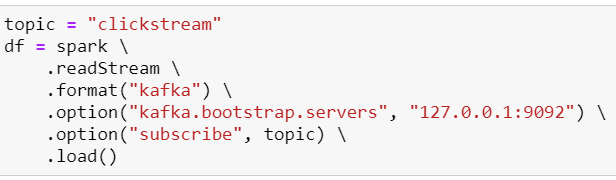 topic = "clickstream"
df = spark \
    .readStream \
    .format("kafka") \
    .option("kafka.bootstrap.servers", "127.0.0.1:9092") \
    .option("subscribe", topic) \
    .load()